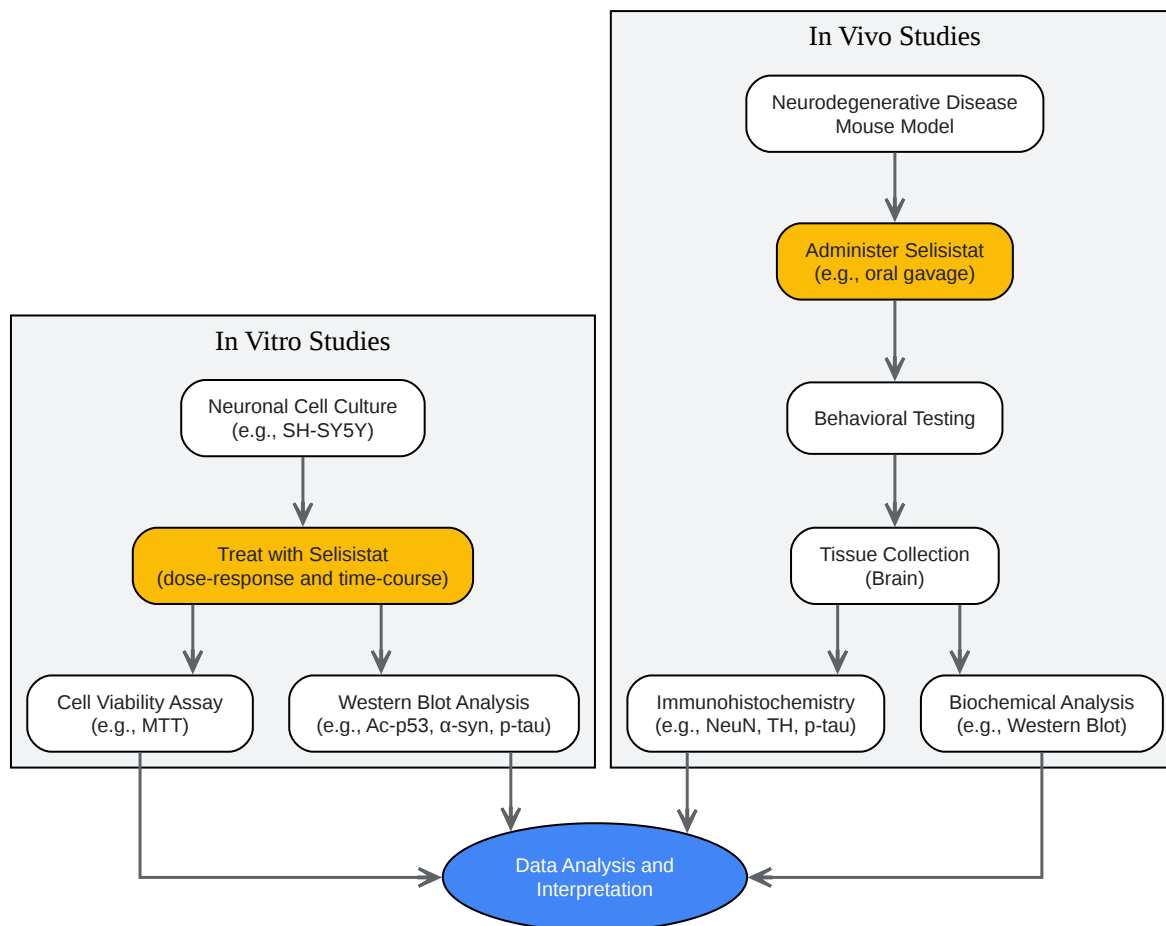 In Vitro Studies
Neuronal Cell Culture
(e.g., SH-SY5Y)
Treat with Selisistat
(dose-response and time-course)
Cell Viability Assay
(e.g., MTT)
Western Blot Analysis
(e.g., Ac-p53, α-syn, p-tau)
In Vivo Studies
Neurodegenerative Disease
Mouse Model
Administer Selisistat
(e.g., oral gavage)
Behavioral Testing
Tissue Collection
(Brain)
Immunohistochemistry
(e.g., NeuN, TH, p-tau)
Biochemical Analysis
(e.g., Western Blot)
Data Analysis and
Interpretation